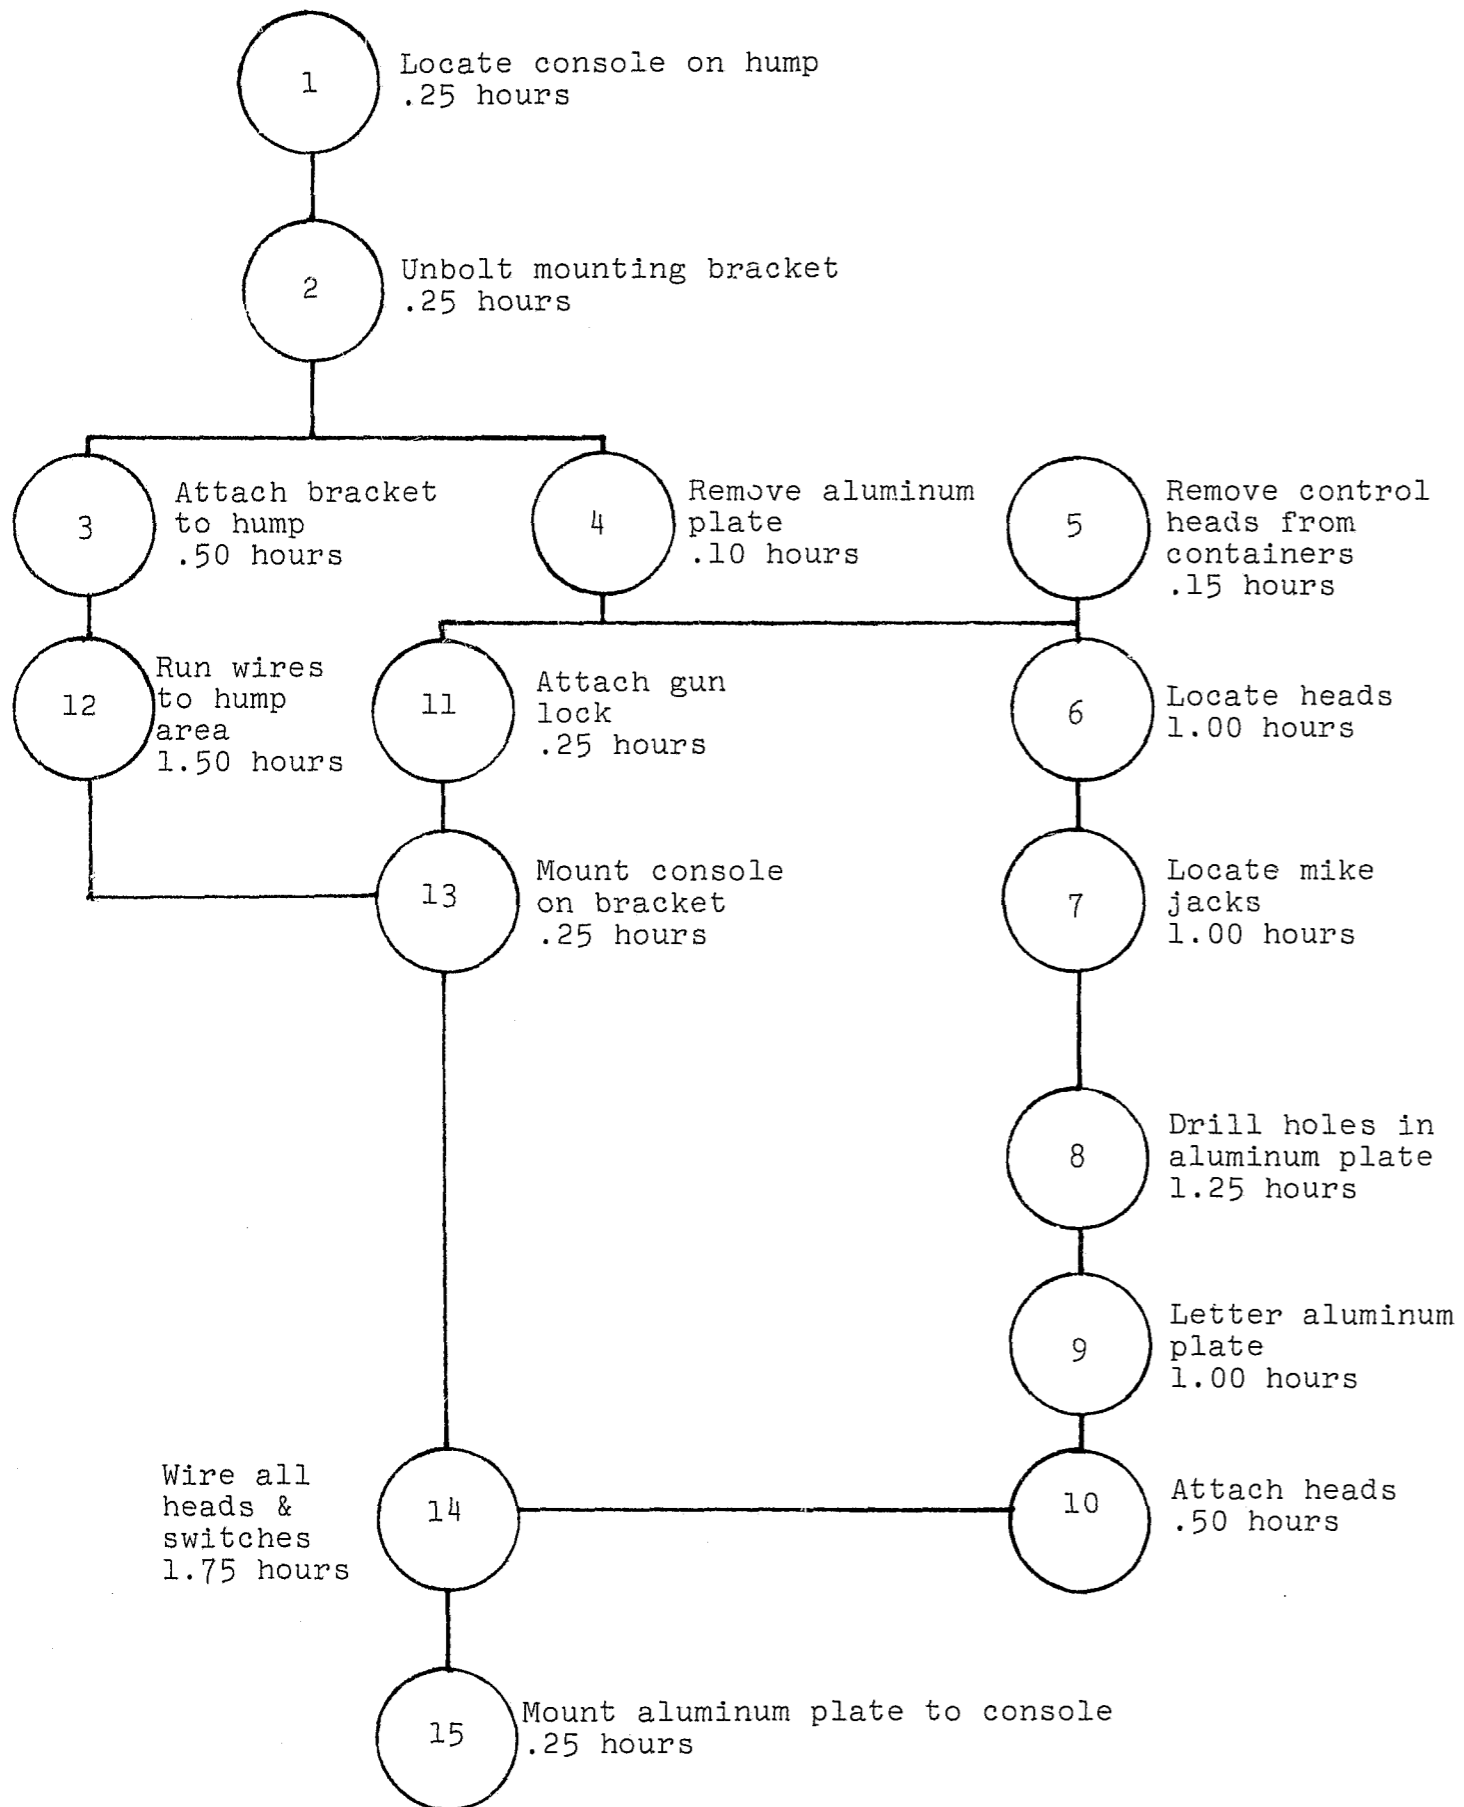 1
Locate console on hump
.25 hours
2
Unbolt mounting bracket
.25 hours
3
Attach bracket
to hump
.50 hours
4
Remove aluminum
plate
.10 hours
5
Remove control
heads from
containers
.15 hours
12
Run wires
to hump
area
1.50 hours
11
Attach gun
lock
.25 hours
6
Locate heads
1.00 hours
13
Mount console
on bracket
.25 hours
7
Locate mike
jacks
1.00 hours
8
Drill holes in
aluminum plate
1.25 hours
9
Letter aluminum
plate
1.00 hours
Wire all
heads &
switches
1.75 hours
14
10
Attach heads
.50 hours
15
Mount aluminum plate to console
.25 hours